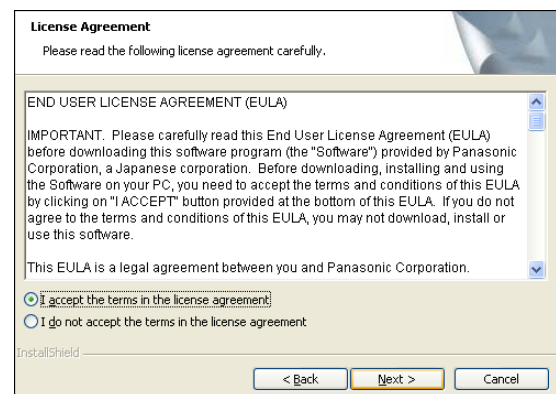 License Agreement
Please read the following license agreement carefully.
END USER LICENSE AGREEMENT (EULA)
IMPORTANT.  Please carefully read this End User License Agreement (EULA)
before downloading this software program (the "Software") provided by Panasonic
Corporation, a Japanese corporation.  Before downloading, installing and using
the Software on your PC, you need to accept the terms and conditions of this EULA
by clicking on "I ACCEPT" button provided at the bottom of this EULA.  If you do not
agree to the terms and conditions of this EULA, you may not download, install or
use this software.
This EULA is a legal agreement between you and Panasonic Corporation.
I accept the terms in the license agreement
I do not accept the terms in the license agreement
InstallShield
< Back
Next >
Cancel